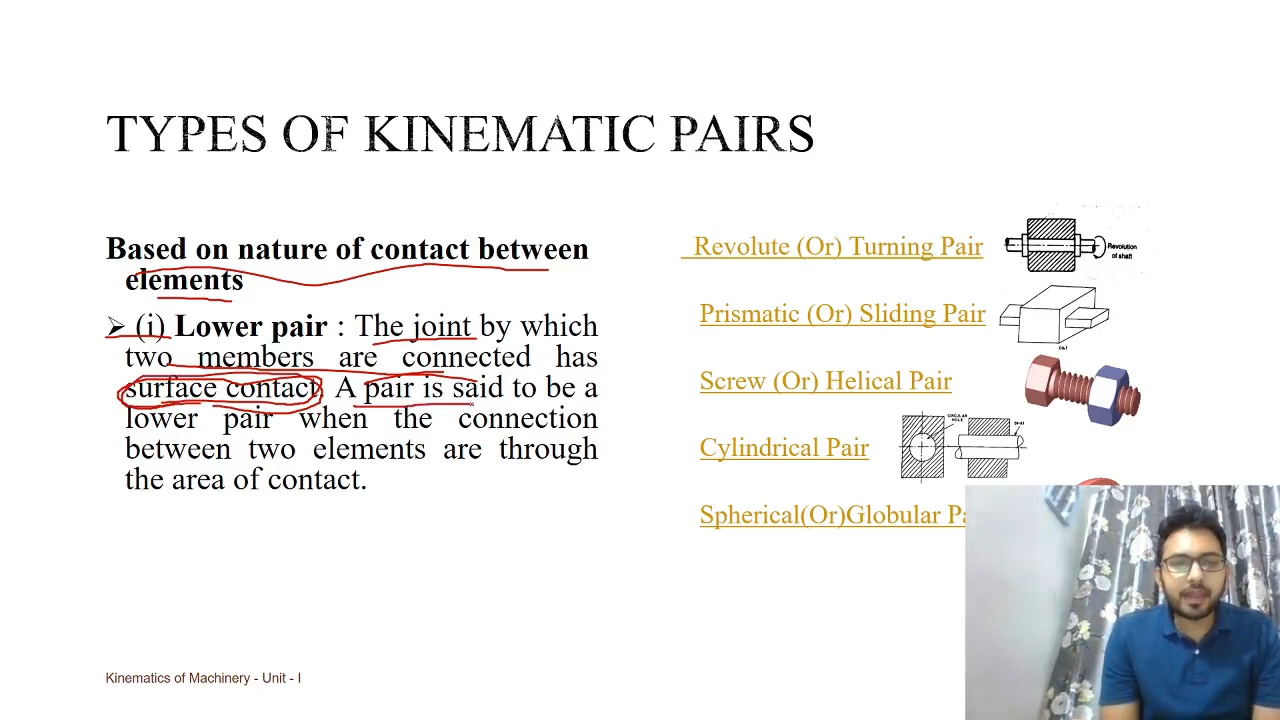 TYPES OF KINEMATIC PAIRS
Based on nature of contact between
elements
(i) Lower pair : The joint by which
two members are connected has
surface contact. A pair is said to be a
lower pair when the connection
between two elements are through
the area of contact.
Revolute (Or) Turning Pair
Revolution
of shaft
Prismatic (Or) Sliding Pair
Screw (Or) Helical Pair
CIRCULAR
HOLE
Cylindrical Pair
Spherical(Or)Globular
Kinematics of Machinery - Unit - I